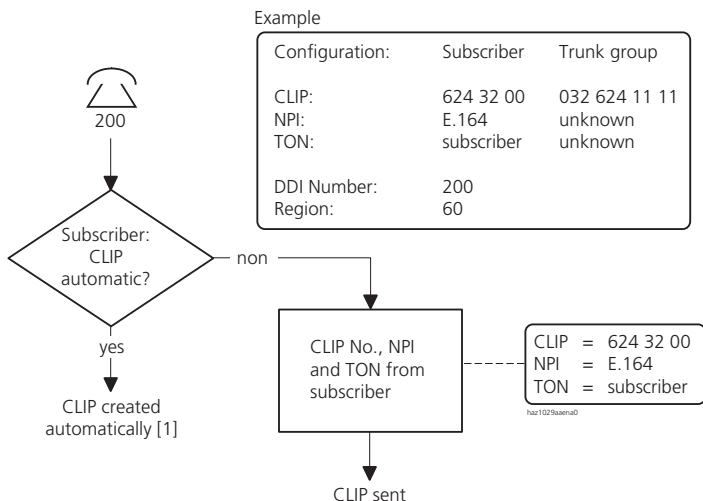 Example
Configuration: Subscriber Trunk group
CLIP: 624 32 00 032 624 11 11
NPI: E.164 unknown
TON: subscriber unknown
DDI Number: 200
Region: 60
200
Subscriber:
CLIP
automatic?
non
yes
CLIP created
automatically [1]
CLIP No., NPI
and TON from
subscriber
CLIP = 624 32 00
NPI = E.164
TON = subscriber
haz1029aaena0
CLIP sent